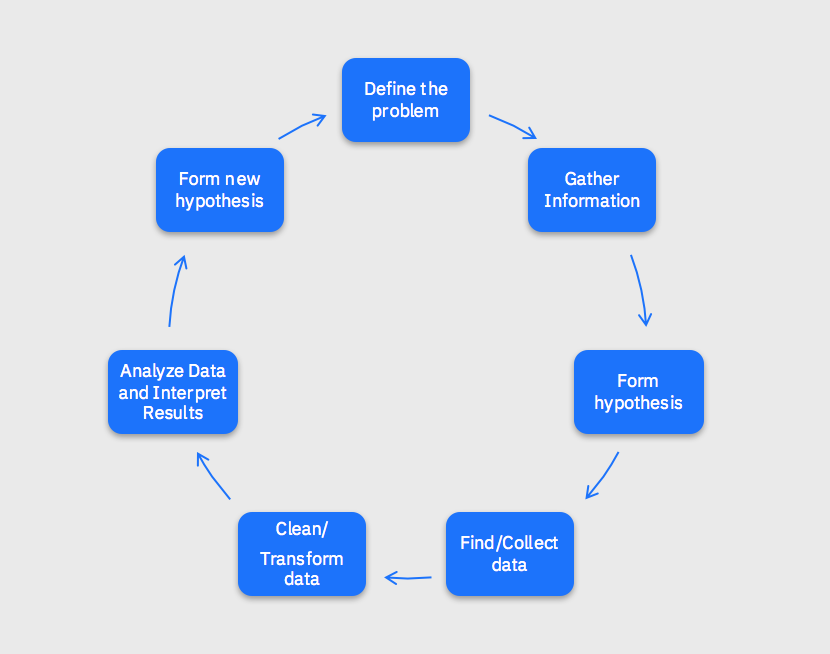 Define the
problem
Gather
Information
Form
hypothesis
Find/Collect
data
Clean/
Transform
data
Analyze Data
and Interpret
Results
Form new
hypothesis